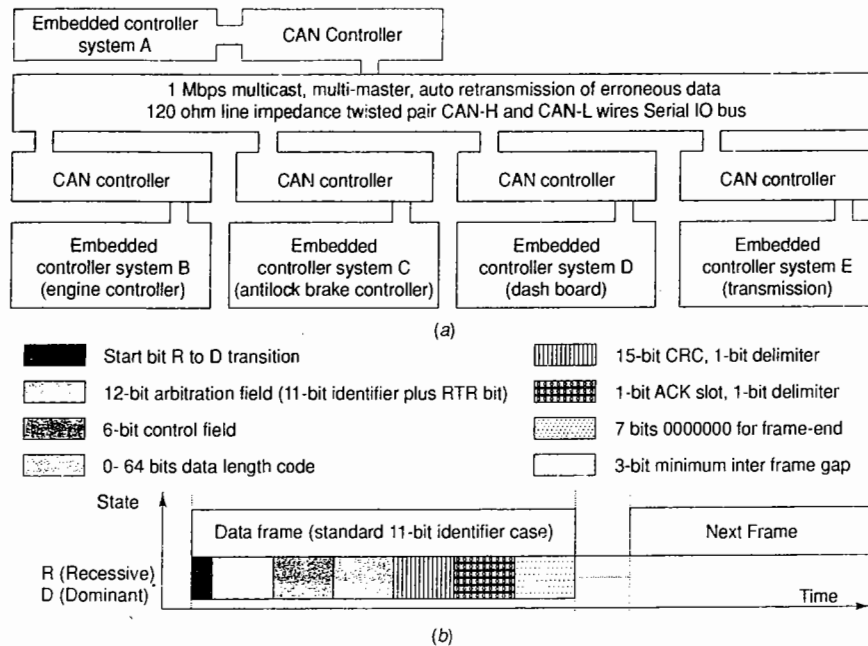 Embedded controller
system A
CAN Controller
1 Mbps multicast, multi-master, auto retransmission of erroneous data
120 ohm line impedance twisted pair CAN-H and CAN-L wires Serial IO bus
CAN controller
CAN controller
CAN controller
CAN controller
Embedded
controller system B
(engine controller)
Embedded
controller system C
(antilock brake controller)
Embedded
controller system D
(dash board)
Embedded
controller system E
(transmission)
(a)
Start bit R to D transition
15-bit CRC, 1-bit delimiter
12-bit arbitration field (11-bit identifier plus RTR bit)
1-bit ACK slot, 1-bit delimiter
6-bit control field
7 bits 0000000 for frame-end
0- 64 bits data length code
3-bit minimum inter frame gap
State
Data frame (standard 11-bit identifier case)
Next Frame
R (Recessive)
D (Dominant)
Time
(b)